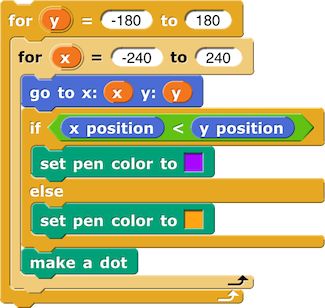 for y = -180 to 180
for x = -240 to 240
go to x: x y: y
if x position < y position
set pen color to
else
set pen color to
make a dot